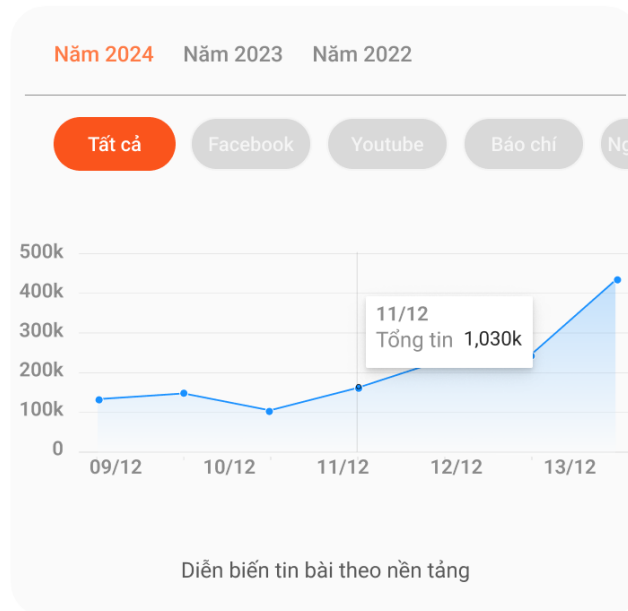 Năm 2024 Năm 2023 Năm 2022
Tất cả Facebook Youtube Báo chí
500k
400k
300k
200k
100k
0
11/12
Tổng tin 1,030k
09/12 10/12 11/12 12/12 13/12
Diễn biến tin bài theo nền tảng